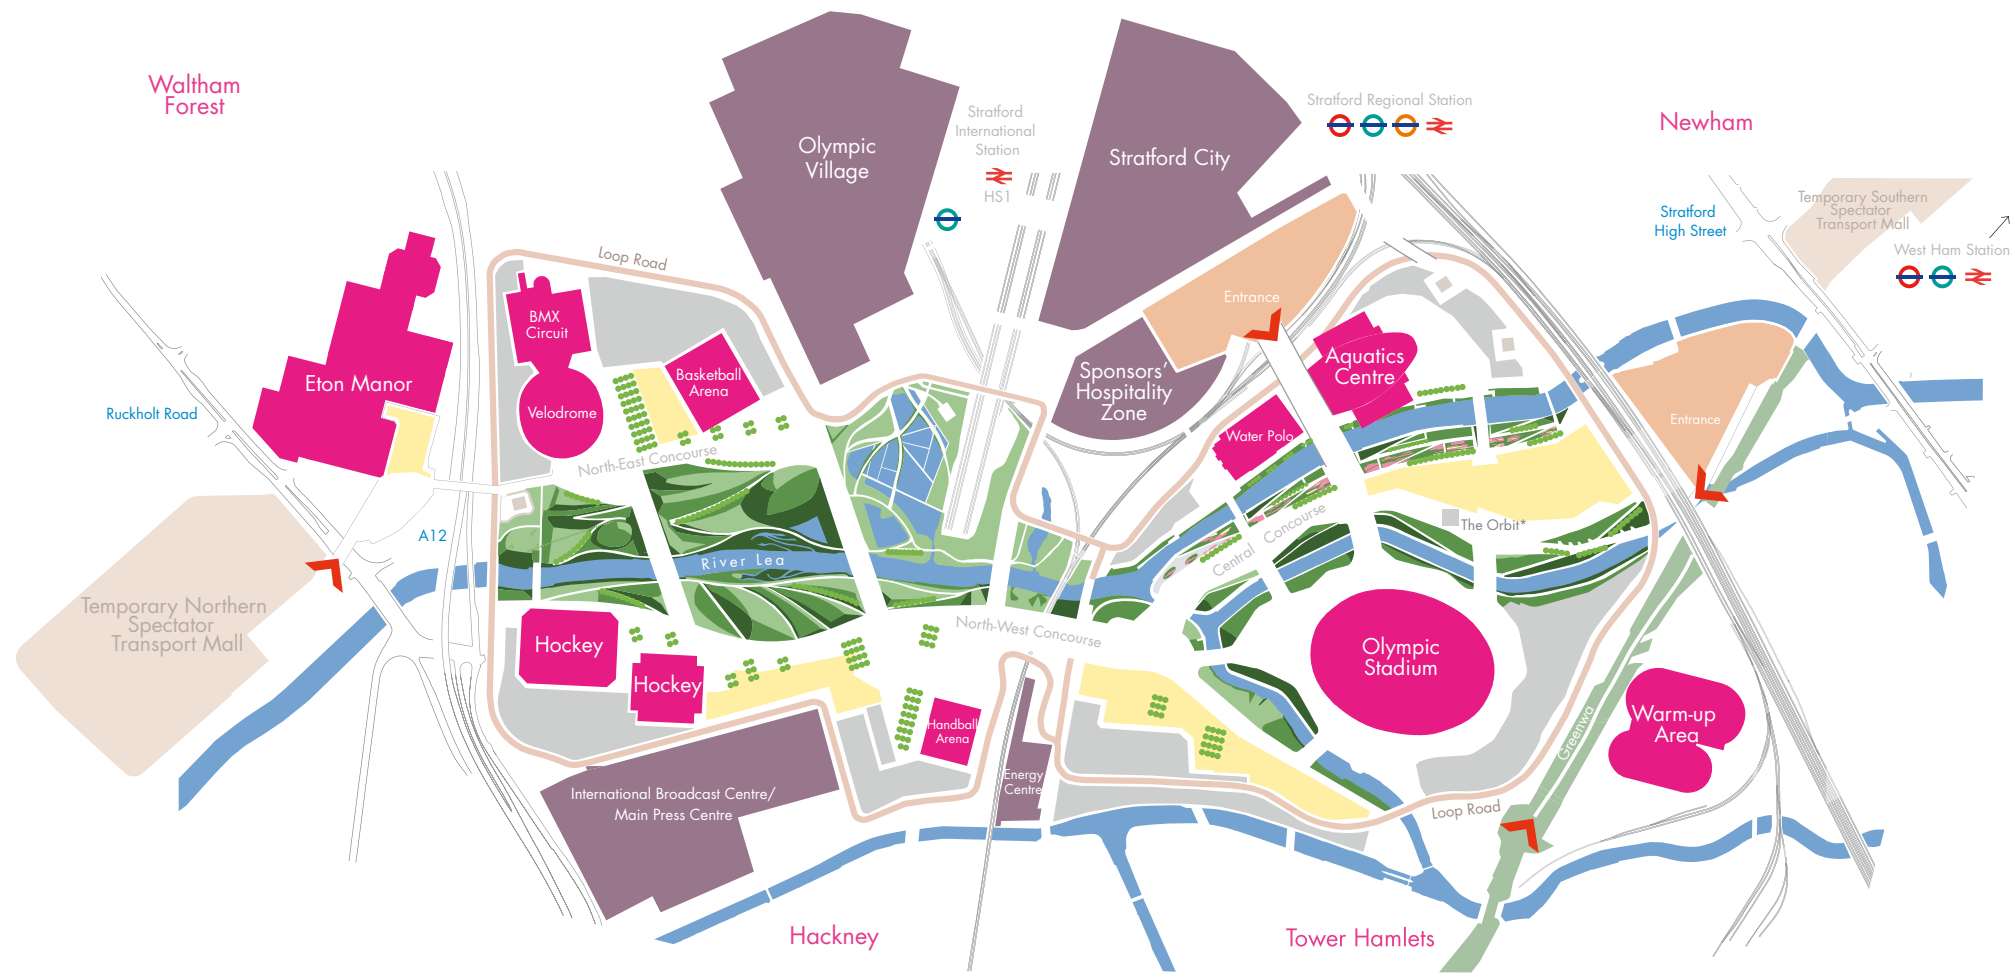 Waltham
Forest
Olympic
Village
Stratford
International
Station
HS1
Stratford City
Stratford Regional Station
Newham
Temporary Southern
Spectator
Transport Mall
Stratford
High Street
West Ham Station
Loop Road
BMX
Circuit
Entrance
Basketball
Arena
Aquatics
Centre
Sponsors'
Hospitality
Zone
Eton Manor
Ruckholt Road
Velodrome
Water Polo
Entrance
North-East Concourse
A12
The Orbit*
Central Concourse
River Lea
Temporary Northern
Spectator
Transport Mall
Hockey
North-West Concourse
Olympic
Stadium
Hockey
Handball
Arena
Greenwa
Warm-up
Area
Energy
Centre
International Broadcast Centre/
Main Press Centre
Loop Road
Hackney
Tower Hamlets